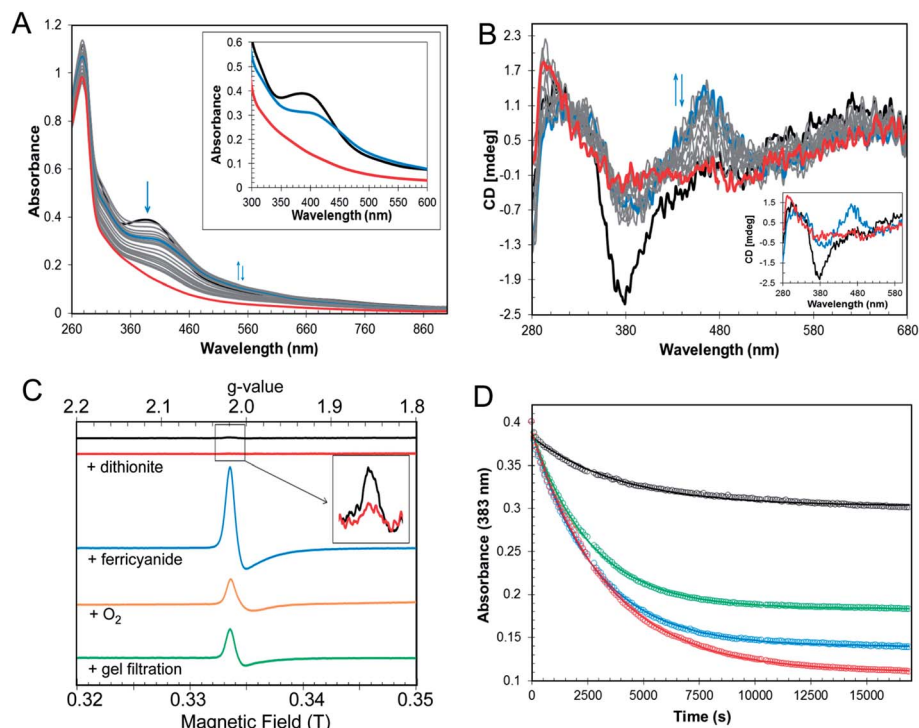 A
1.2
1
0.8
0.6
0.4
0.2
0
260 360 460 560 660 760 860
Absorbance
Wavelength (nm)
0.6
0.5
0.4
0.3
0.2
0.1
0
300 350 400 450 500 550 600
Absorbance
Wavelength (nm)
B
2.3
1.7
1.1
0.5
-0.1
-0.7
-1.3
-1.9
-2.5
280 380 480 580 680
CD [mdeg]
Wavelength (nm)
1.5
0.5
-0.5
-1.5
-2.5
280 380 480 580
CD [mdeg]
Wavelength (nm)
C
g-value
2.2 2.1 2.0 1.9 1.8
+ dithionite
+ ferricyanide
+ O2
+ gel filtration
0.32 0.33 0.34 0.35
Magnetic Field (T)
D
0.4
0.35
0.3
0.25
0.2
0.15
0.1
0 2500 5000 7500 10000 12500 15000
Absorbance (383 nm)
Time (s)